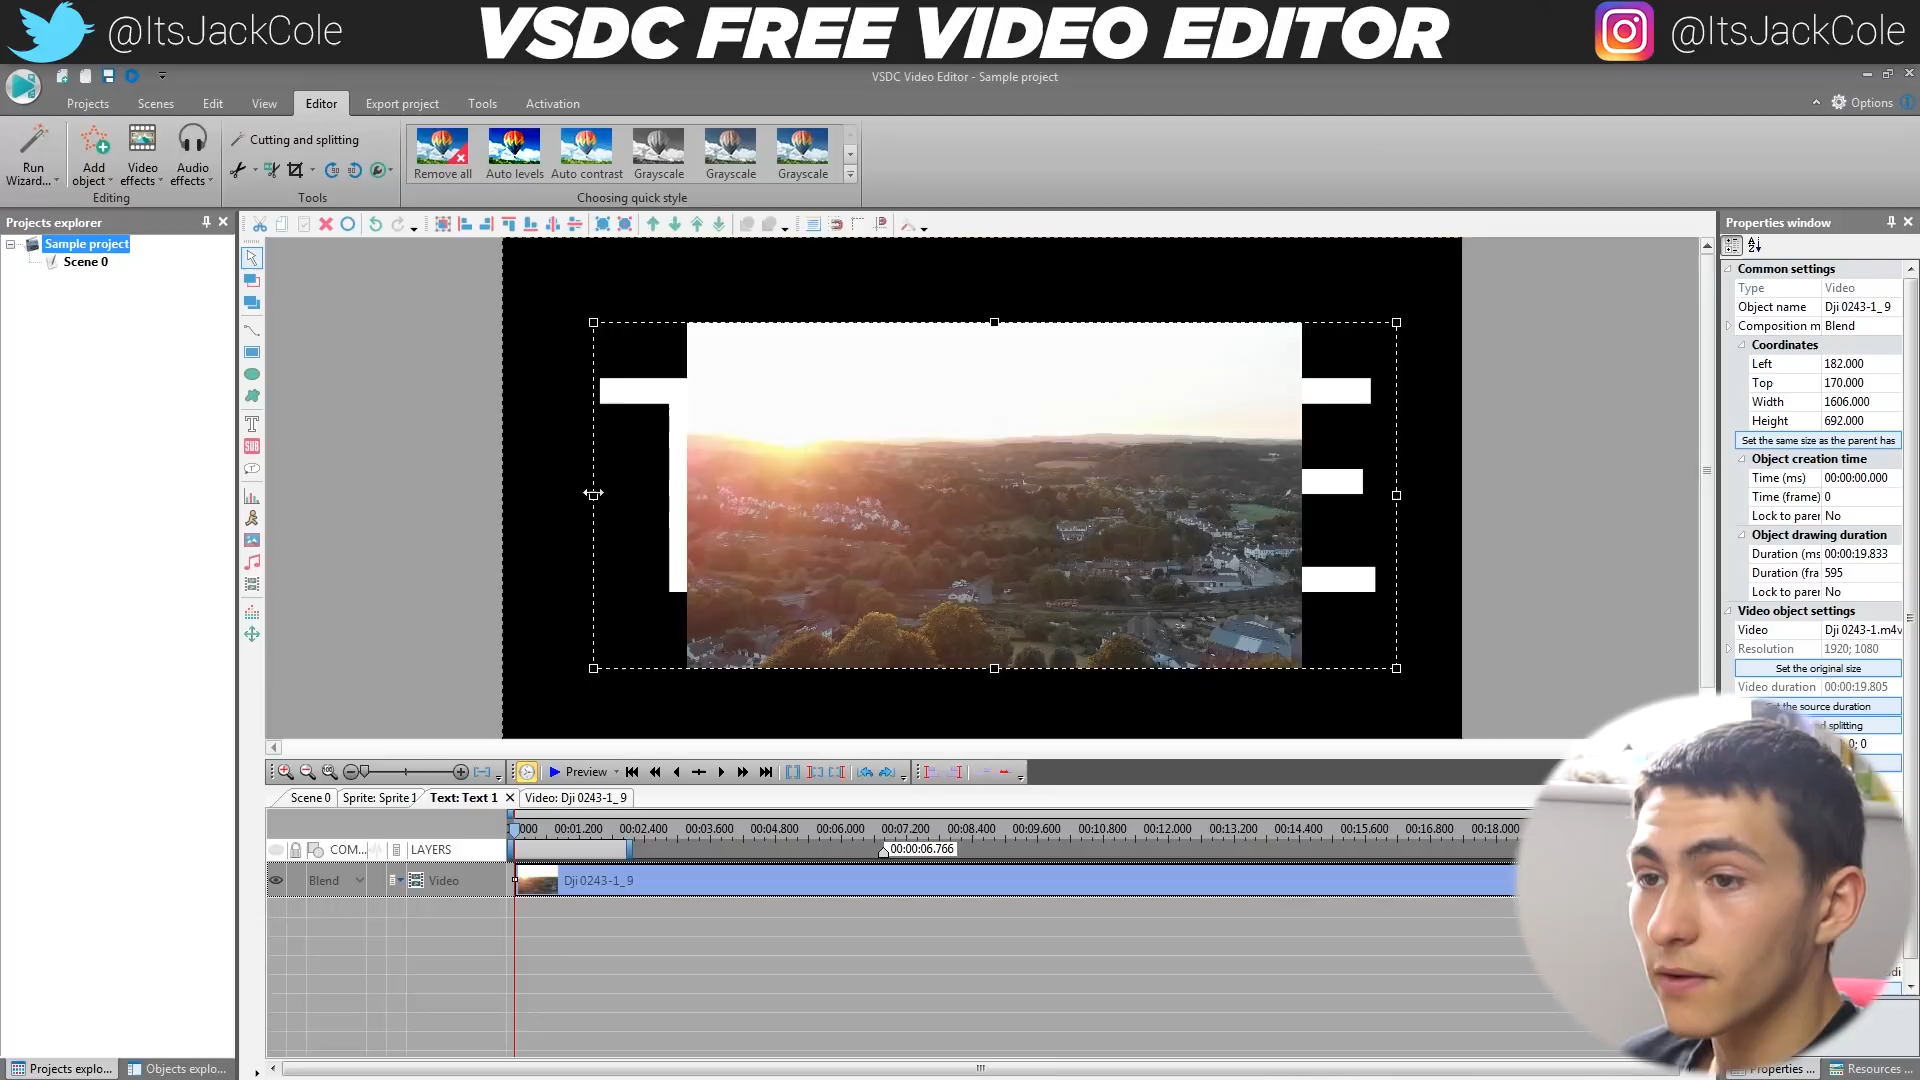 @ItsJackCole
VSDC FREE VIDEO EDITOR
@ItsJackCole
VSDC Video Editor - Sample project
Projects
Scenes
Edit
View
Editor
Export project
Tools
Activation
Options
Run Wizard...
Add object
Video effects
Audio effects
Editing
Cutting and splitting
Tools
Remove all
Auto levels
Auto contrast
Grayscale
Grayscale
Grayscale
Choosing quick style
Projects explorer
Sample project
Scene 0
SUB
Properties window
Common settings
Type Video
Object name Dji 0243-1_9
Composition m Blend
Coordinates
Left 182.000
Top 170.000
Width 1606.000
Height 692.000
Set the same size as the parent has
Object creation time
Time (ms) 00:00:00.000
Time (frame) 0
Lock to parer No
Object drawing duration
Duration (ms 00:00:19.833
Duration (fra 595
Lock to parer No
Video object settings
Video Dji 0243-1.m4v
Resolution 1920; 1080
Set the original size
Video duration 00:00:19.805
the source duration
splitting
0; 0
Preview
Scene 0
Sprite: Sprite 1
Text: Text 1
Video: Dji 0243-1_9
000 00:01.200 00:02.400 00:03.600 00:04.800 00:06.000 00:07.200 00:08.400 00:09.600 00:10.800 00:12.000 00:13.200 00:14.400 00:15.600 00:16.800 00:18.000
COM... LAYERS
00:00:06.766
Blend Video Dji 0243-1_9
Projects explo...
Objects explo...
Properties ...
Resources ...